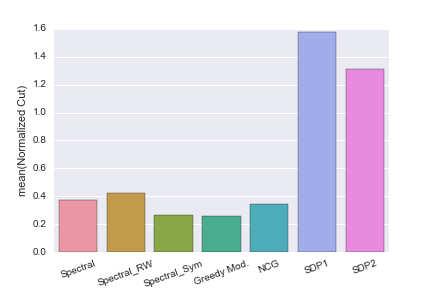 1.6
1.4
1.2
1.0
0.8
0.6
0.4
0.2
0.0
mean(Normalized Cut)
Spectral
Spectral_RW
Spectral_Sym
Greedy Mod.
NCG
SDP1
SDP2